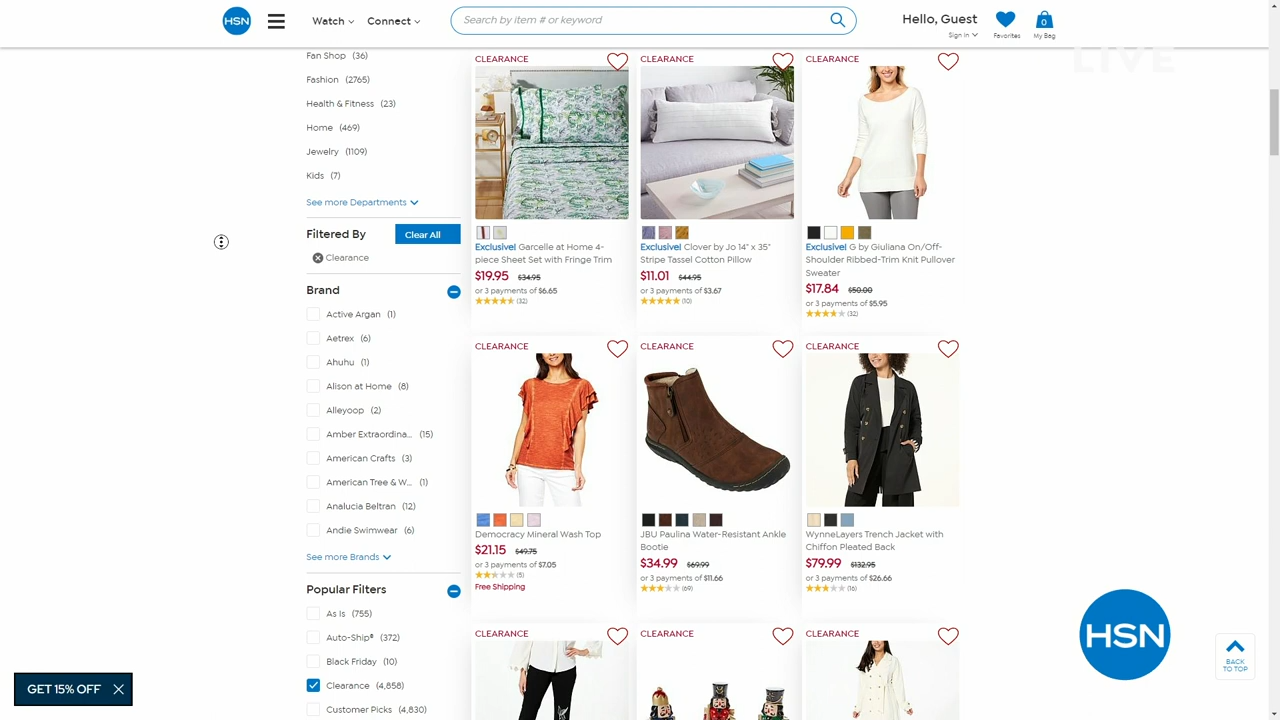 HSN
Watch
Connect
Search by item # or keyword
Hello, Guest
Sign In
Favorites
0
My Bag
LIVE
Fan Shop (36)
Fashion (2765)
Health & Fitness (23)
Home (469)
Jewelry (1109)
Kids (7)
See more Departments
Filtered By
Clear All
Clearance
Brand
Active Argan (1)
Aetrex (6)
Ahuhu (1)
Alison at Home (8)
Alleyoop (2)
Amber Extraordina... (15)
American Crafts (3)
American Tree & W... (1)
Analucia Beltran (12)
Andie Swimwear (6)
See more Brands
Popular Filters
As Is (755)
Auto-Ship® (372)
Black Friday (10)
Clearance (4,858)
Customer Picks (4,830)
CLEARANCE
Exclusive! Garcelle at Home 4-
piece Sheet Set with Fringe Trim
$19.95 $34.95
or 3 payments of $6.65
(32)
CLEARANCE
Exclusive! Clover by Jo 14" x 35"
Stripe Tassel Cotton Pillow
$11.01 $44.95
or 3 payments of $3.67
(10)
CLEARANCE
Exclusive! G by Giuliana On/Off-
Shoulder Ribbed-Trim Knit Pullover
Sweater
$17.84 $50.00
or 3 payments of $5.95
(32)
CLEARANCE
Democracy Mineral Wash Top
$21.15 $49.75
or 3 payments of $7.05
(5)
Free Shipping
CLEARANCE
JBU Paulina Water-Resistant Ankle
Bootie
$34.99 $69.99
or 3 payments of $11.66
(69)
CLEARANCE
WynneLayers Trench Jacket with
Chiffon Pleated Back
$79.99 $132.95
or 3 payments of $26.66
(16)
CLEARANCE
CLEARANCE
CLEARANCE
GET 15% OFF
HSN
BACK
TO TOP